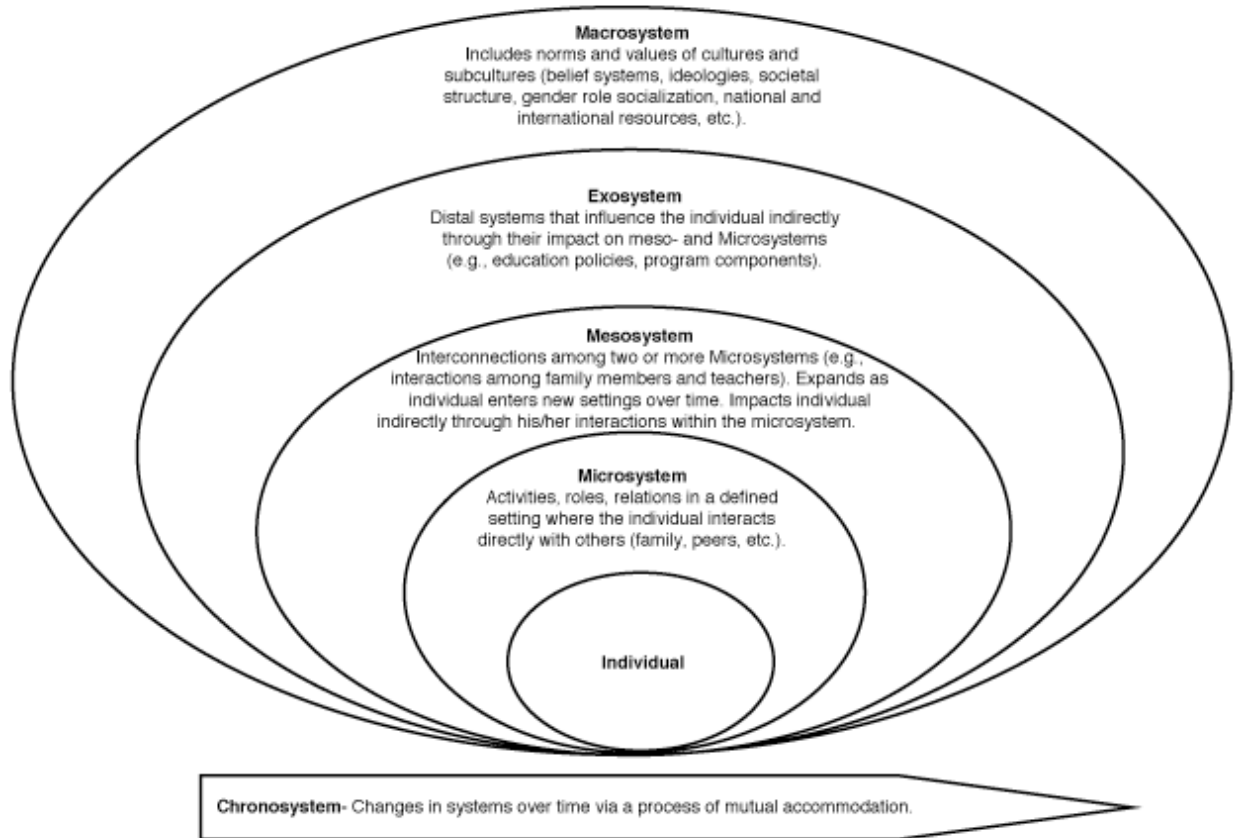 Macrosystem
Includes norms and values of cultures and
subcultures (belief systems, ideologies, societal
structure, gender role socialization, national and
international resources, etc.).
Exosystem
Distal systems that influence the individual indirectly
through their impact on meso- and Microsystems
(e.g., education policies, program components).
Mesosystem
Interconnections among two or more Microsystems (e.g.,
interactions among family members and teachers). Expands as
individual enters new settings over time. Impacts individual
indirectly through his/her interactions within the microsystem.
Microsystem
Activities, roles, relations in a defined
setting where the individual interacts
directly with others (family, peers, etc.).
Individual
Chronosystem- Changes in systems over time via a process of mutual accommodation.